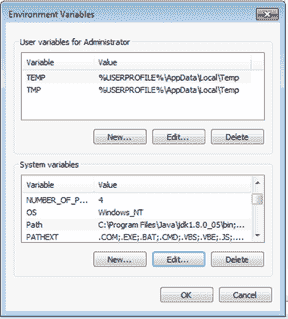 Environment Variables
User variables for Administrator
Variable Value
TEMP %USERPROFILE%\AppData\Local\Temp
TMP %USERPROFILE%\AppData\Local\Temp
New... Edit... Delete
System variables
Variable Value
NUMBER_OF_P... 4
OS Windows_NT
Path C:\Program Files\Java\jdk1.8.0_05\bin;...
PATHEXT .COM;.EXE;.BAT;.CMD;.VBS;.VBE;.JS;....
New... Edit... Delete
OK Cancel